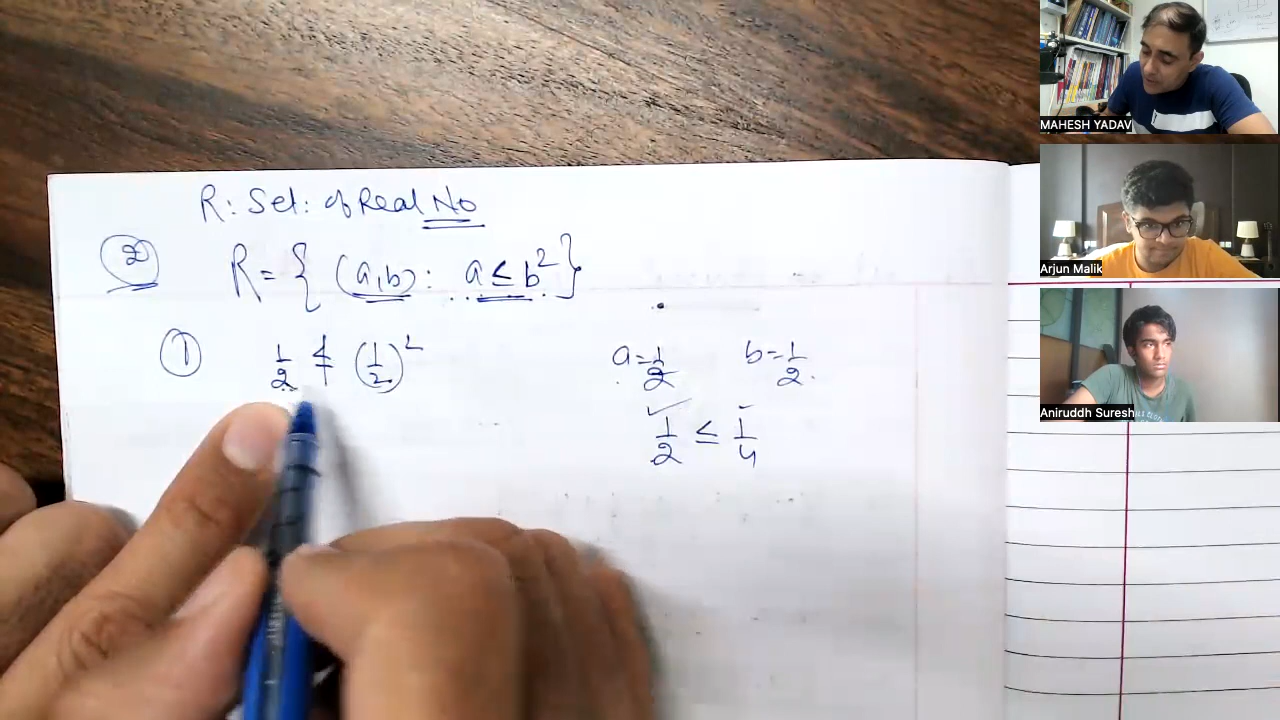 R: Set: of Real No
② R = { (a,b): a ≤ b² }
① 1/2 ≰ (1/2)²
a = 1/2 b = 1/2
1/2 ≤ 1/4
MAHESH YADAV
Arjun Malik
Aniruddh Suresh